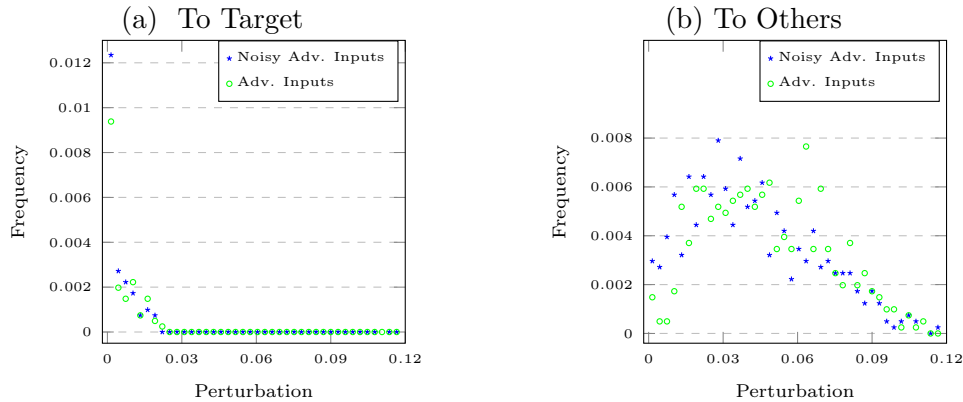 (a) To Target
Noisy Adv. Inputs
Adv. Inputs
0.012
0.01
0.008
0.006
0.004
0.002
0
Frequency
0 0.03 0.06 0.09 0.12
Perturbation
(b) To Others
Noisy Adv. Inputs
Adv. Inputs
0.008
0.006
0.004
0.002
0
Frequency
0 0.03 0.06 0.09 0.12
Perturbation